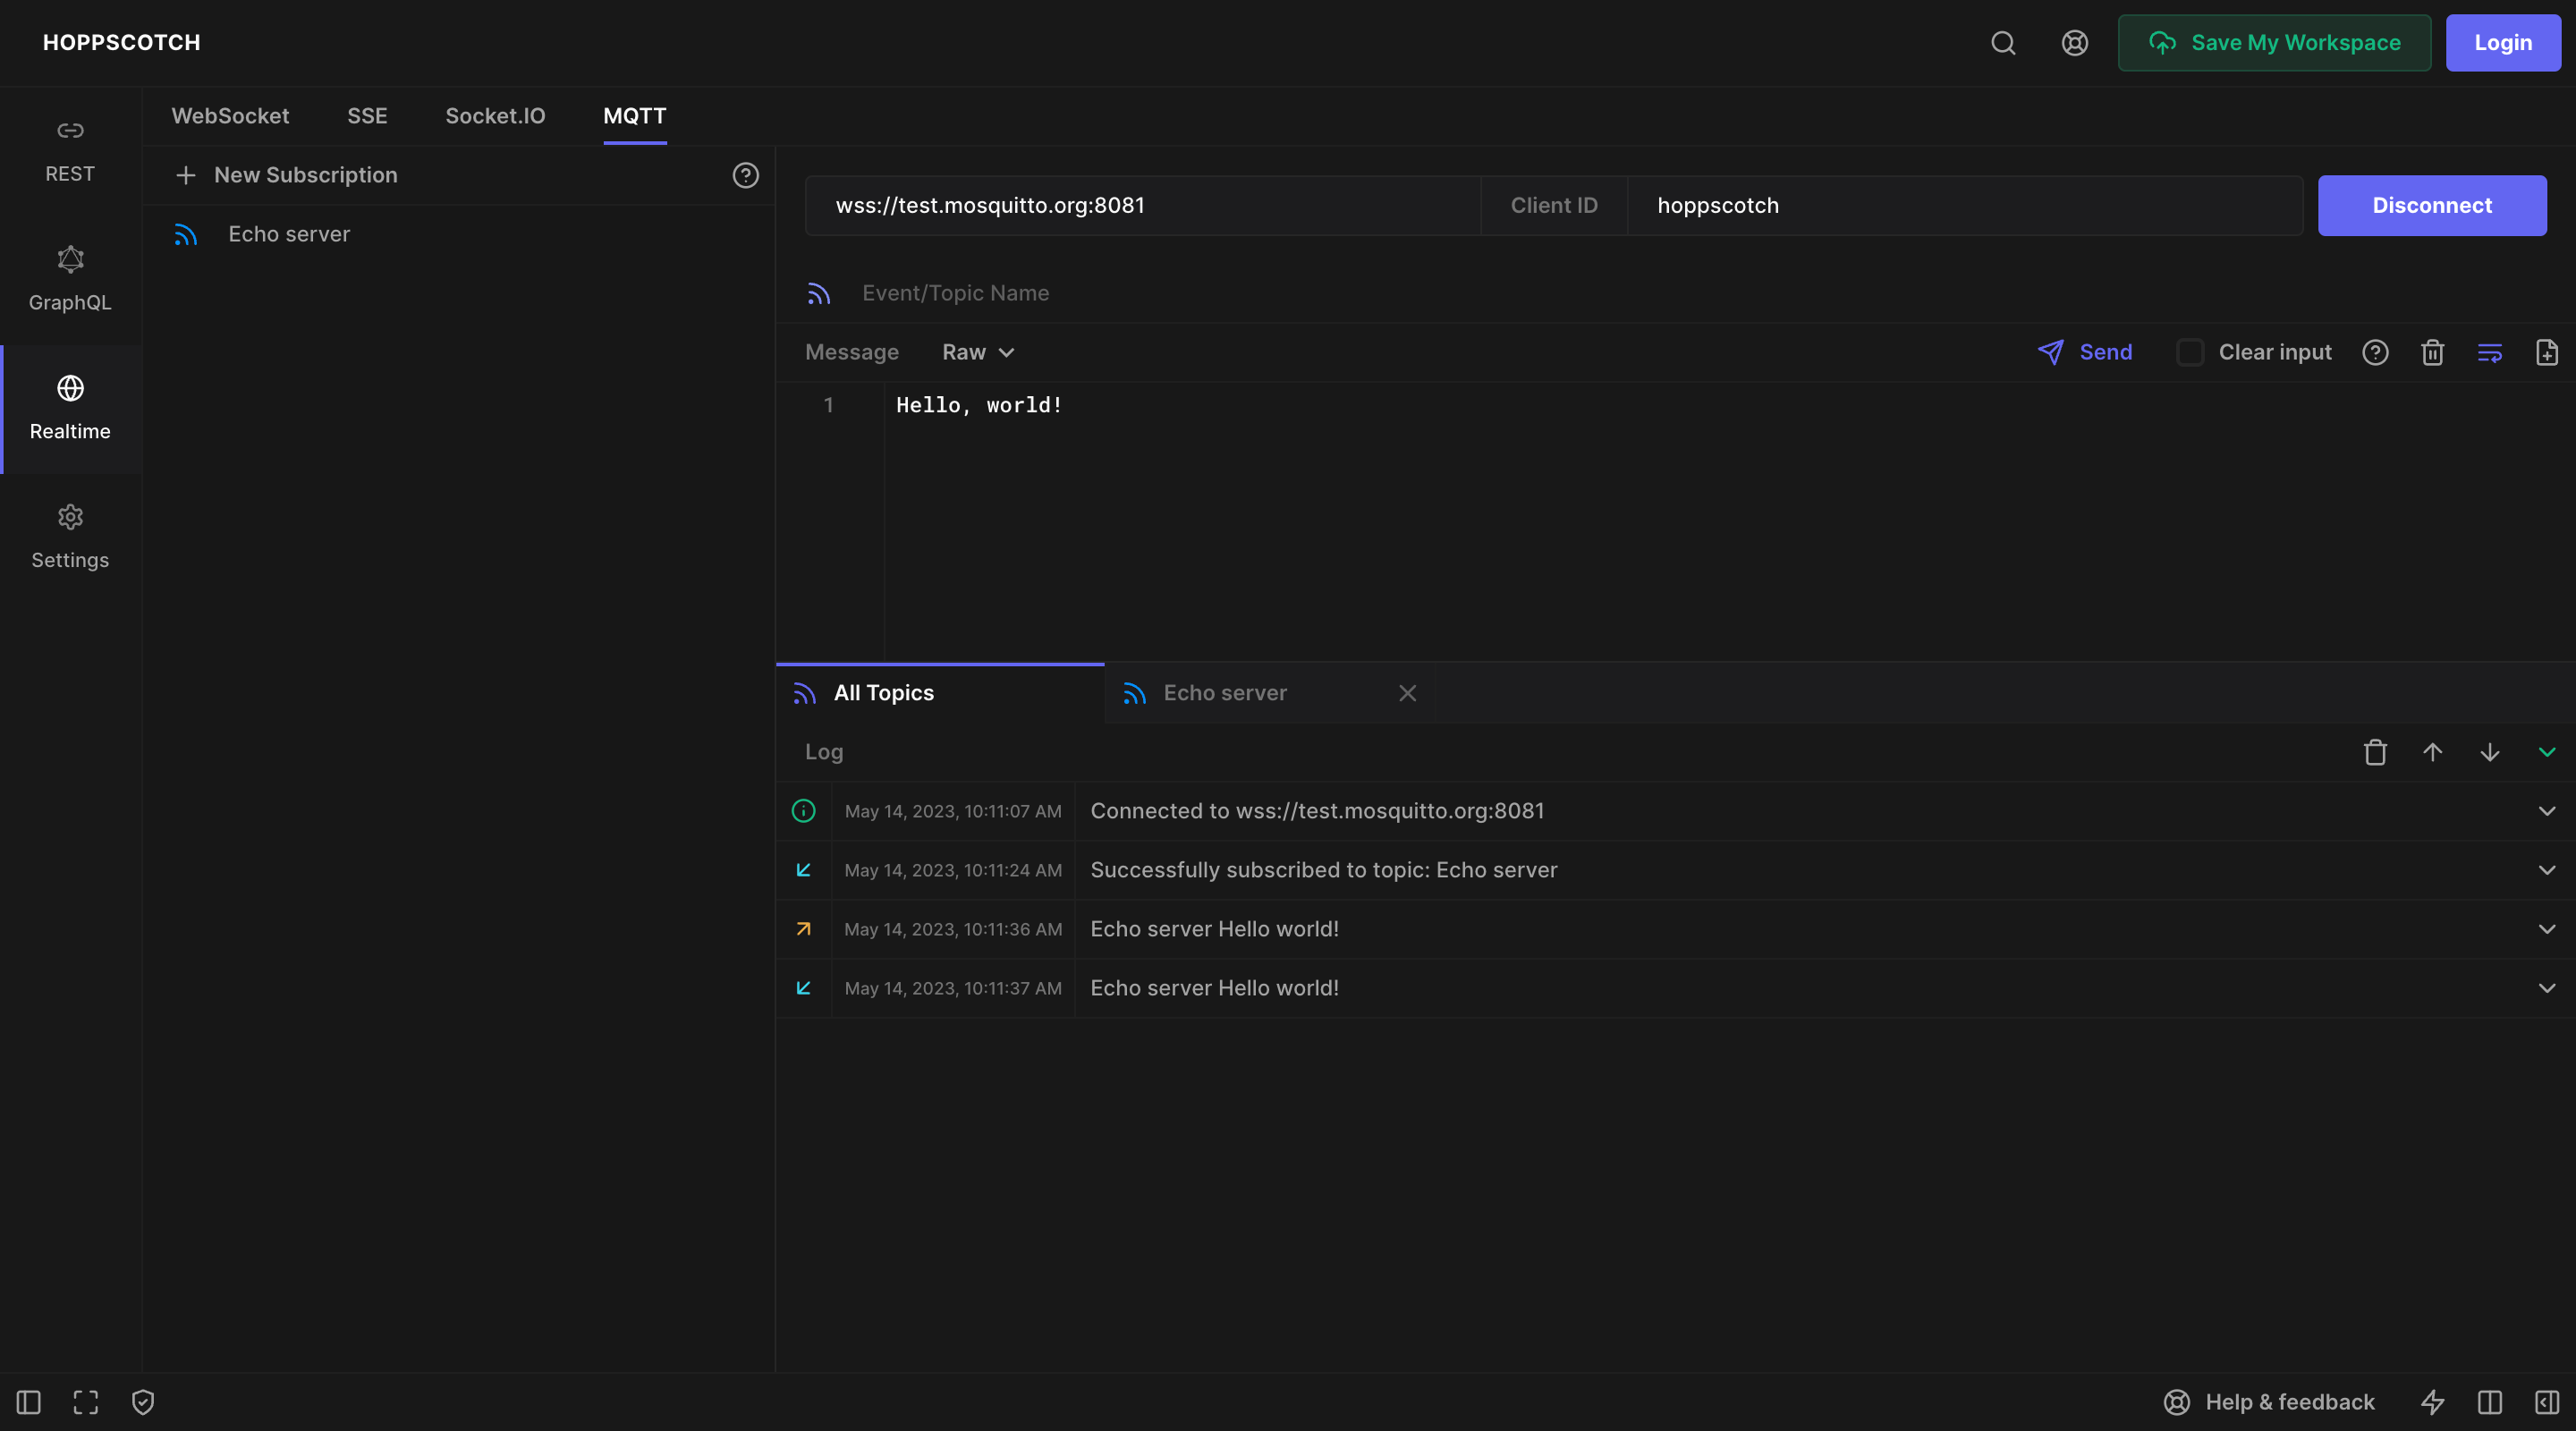 HOPPSCOTCH
Save My Workspace
Login
REST
GraphQL
Realtime
Settings
WebSocket SSE Socket.IO MQTT
New Subscription
Echo server
wss://test.mosquitto.org:8081 Client ID hoppscotch Disconnect
Event/Topic Name
Message Raw Send Clear input
1 Hello, world!
All Topics Echo server
Log
May 14, 2023, 10:11:07 AM Connected to wss://test.mosquitto.org:8081
May 14, 2023, 10:11:24 AM Successfully subscribed to topic: Echo server
May 14, 2023, 10:11:36 AM Echo server Hello world!
May 14, 2023, 10:11:37 AM Echo server Hello world!
Help & feedback